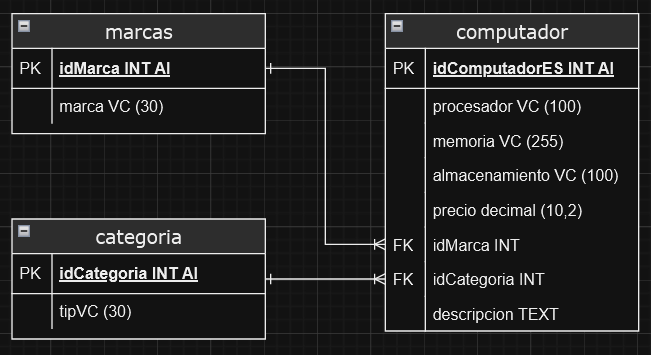 marcas
PK idMarca INT AI
marca VC (30)
categoria
PK idCategoria INT AI
tipVC (30)
computador
PK idComputadorES INT AI
procesador VC (100)
memoria VC (255)
almacenamiento VC (100)
precio decimal (10,2)
FK idMarca INT
FK idCategoria INT
descripcion TEXT